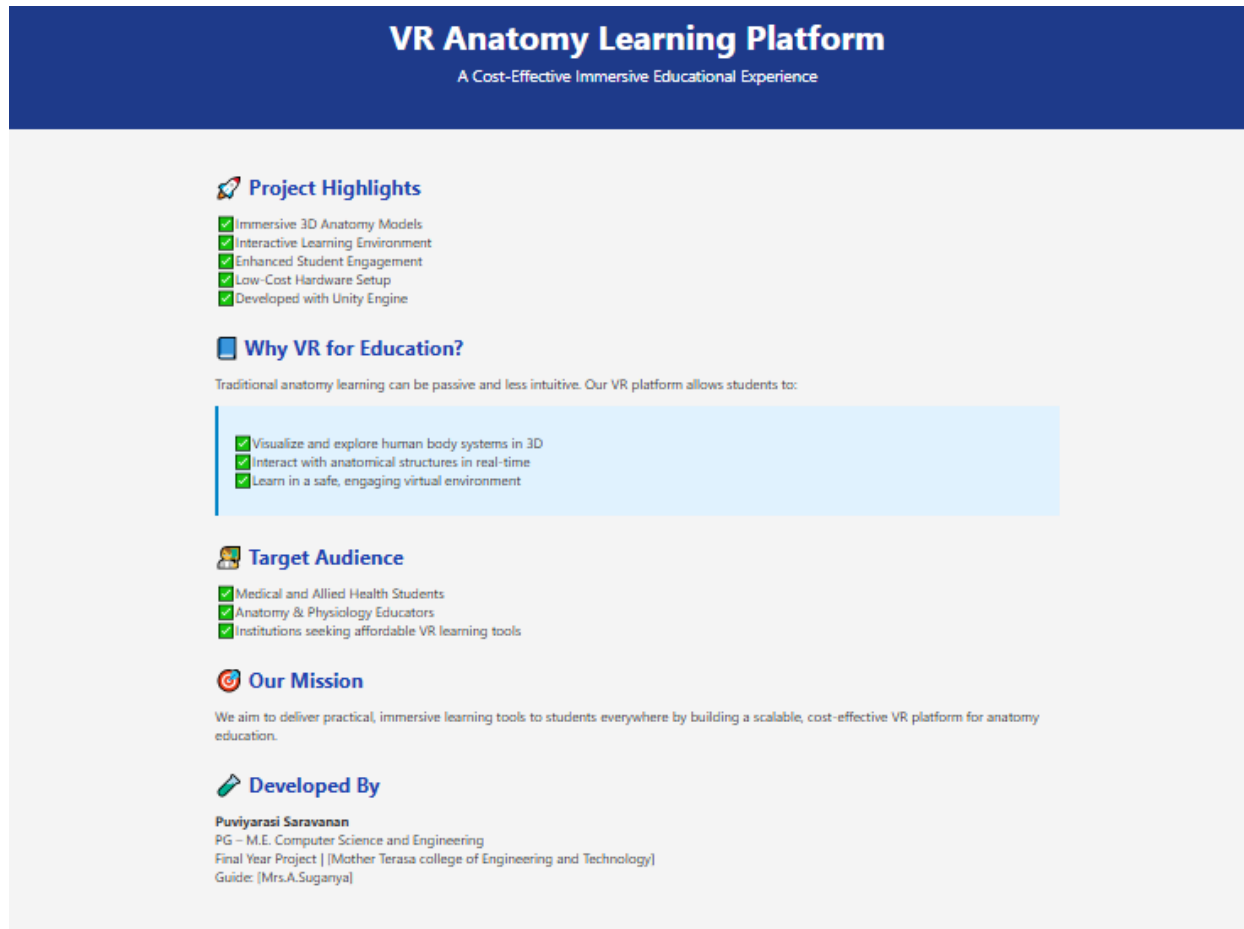 VR Anatomy Learning Platform
A Cost-Effective Immersive Educational Experience
🚀 Project Highlights
✅Immersive 3D Anatomy Models
✅Interactive Learning Environment
✅Enhanced Student Engagement
✅Low-Cost Hardware Setup
✅Developed with Unity Engine
📘 Why VR for Education?
Traditional anatomy learning can be passive and less intuitive. Our VR platform allows students to:
✅Visualize and explore human body systems in 3D
✅Interact with anatomical structures in real-time
✅Learn in a safe, engaging virtual environment
🧑‍🏫 Target Audience
✅Medical and Allied Health Students
✅Anatomy & Physiology Educators
✅Institutions seeking affordable VR learning tools
🎯 Our Mission
We aim to deliver practical, immersive learning tools to students everywhere by building a scalable, cost-effective VR platform for anatomy
education.
🧪 Developed By
Puviyarasi Saravanan
PG – M.E. Computer Science and Engineering
Final Year Project | [Mother Terasa college of Engineering and Technology]
Guide: [Mrs.A.Suganya]